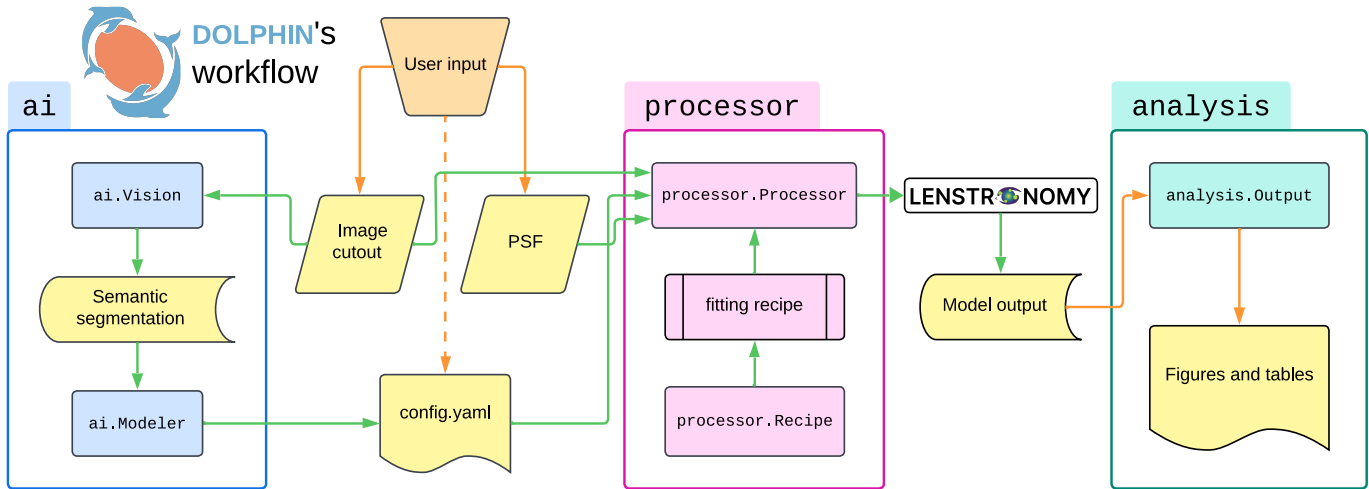 DOLPHIN's
workflow
User input
ai
processor
analysis
ai.Vision
Image
cutout
PSF
processor.Processor
LENSTRONOMY
analysis.Output
Semantic
segmentation
fitting recipe
Model output
ai.Modeler
config.yaml
processor.Recipe
Figures and tables